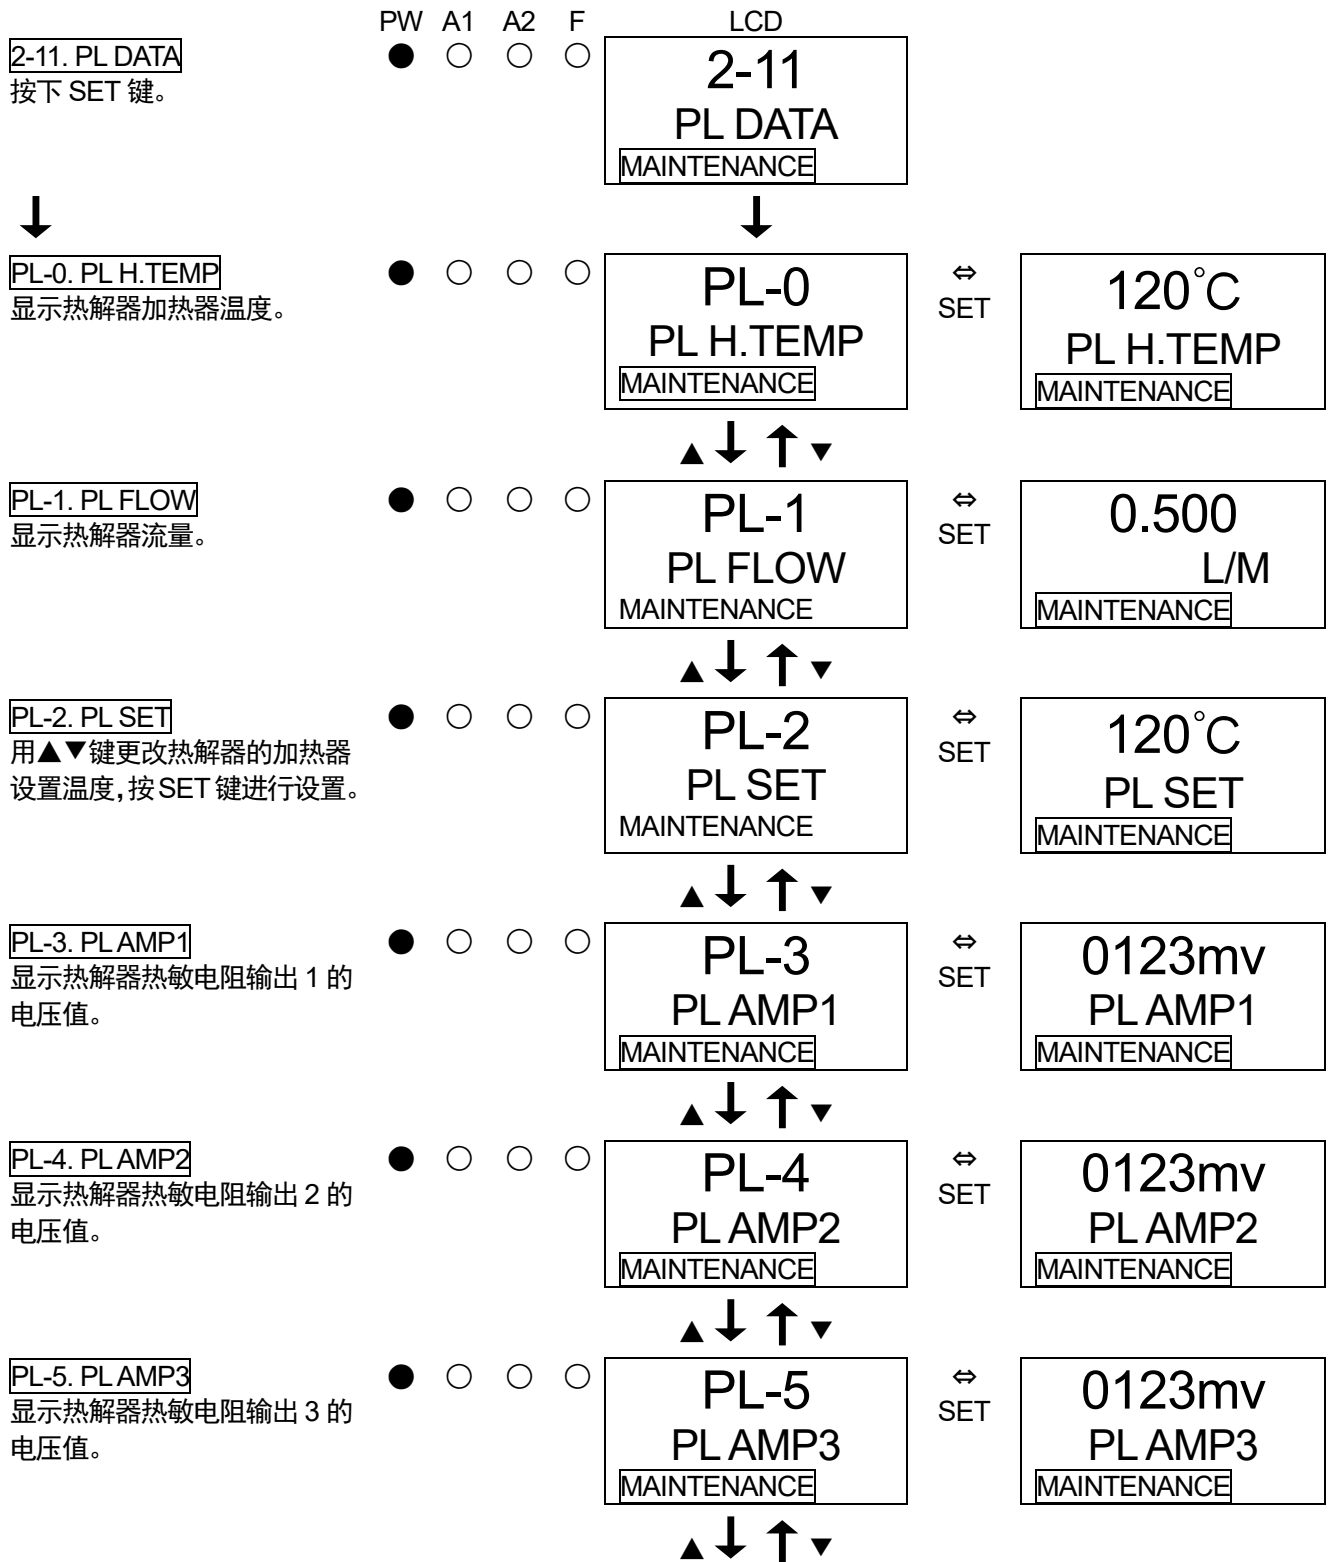 PW A1 A2 F LCD
2-11. PL DATA ● ○ ○ ○ 2-11
按下 SET 键。
PL DATA
MAINTENANCE
↓ ↓
PL-0. PL H.TEMP ● ○ ○ ○ PL-0 ⇔ 120°C
显示热解器加热器温度。 SET
PL H.TEMP PL H.TEMP
MAINTENANCE MAINTENANCE
▲↓↑▼
PL-1. PL FLOW ● ○ ○ ○ PL-1 ⇔ 0.500
显示热解器流量。 SET
PL FLOW L/M
MAINTENANCE MAINTENANCE
▲↓↑▼
PL-2. PL SET ● ○ ○ ○ PL-2 ⇔ 120°C
用▲▼键更改热解器的加热器 SET
设置温度,按SET键进行设置。 PL SET PL SET
MAINTENANCE MAINTENANCE
▲↓↑▼
PL-3. PL AMP1 ● ○ ○ ○ PL-3 ⇔ 0123mv
显示热解器热敏电阻输出 1 的 SET
电压值。 PL AMP1 PL AMP1
MAINTENANCE MAINTENANCE
▲↓↑▼
PL-4. PL AMP2 ● ○ ○ ○ PL-4 ⇔ 0123mv
显示热解器热敏电阻输出 2 的 SET
电压值。 PL AMP2 PL AMP2
MAINTENANCE MAINTENANCE
▲↓↑▼
PL-5. PL AMP3 ● ○ ○ ○ PL-5 ⇔ 0123mv
显示热解器热敏电阻输出 3 的 SET
电压值。 PL AMP3 PL AMP3
MAINTENANCE MAINTENANCE
▲↓↑▼